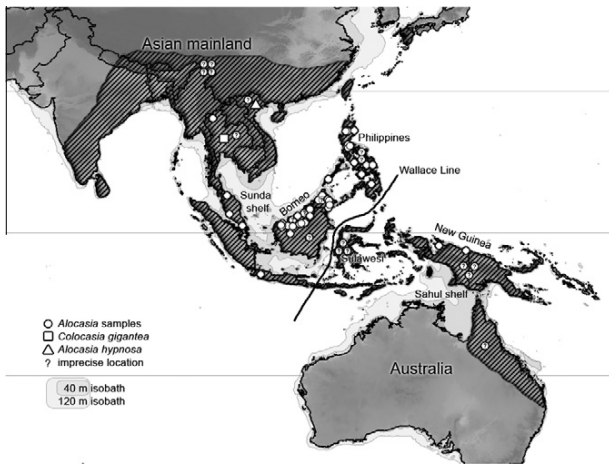 Asian mainland
Philippines
Wallace Line
Sunda
shelf
Borneo
New Guinea
Sulawesi
Sahul shelf
Australia
Alocasia samples
Colocasia gigantea
Alocasia hypnosa
? imprecise location
40 m isobath
120 m isobath